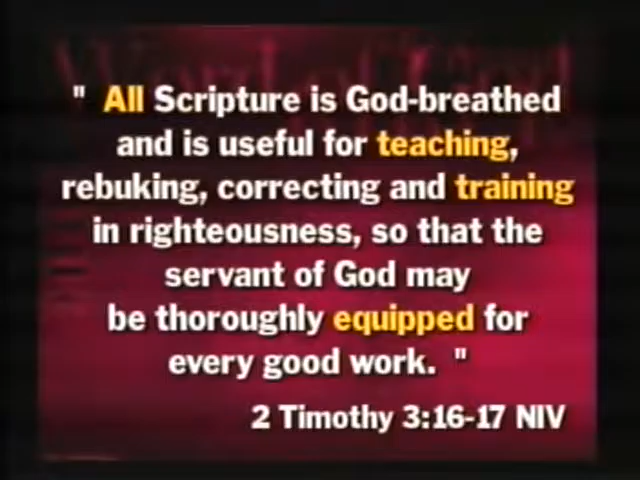 " All Scripture is God-breathed
and is useful for teaching,
rebuking, correcting and training
in righteousness, so that the
servant of God may
be thoroughly equipped for
every good work. "
2 Timothy 3:16-17 NIV